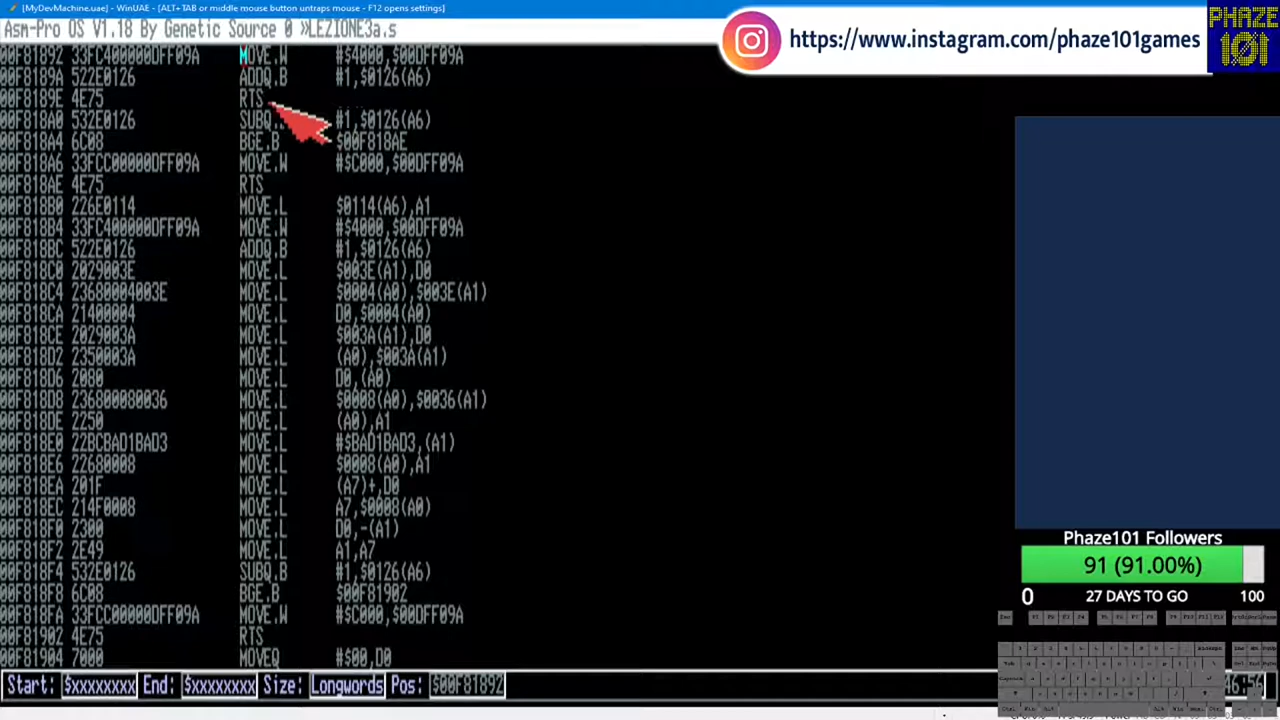 [MyDevMachine.uae] - WinUAE - [ALT+TAB or middle mouse button untraps mouse - F12 opens settings]
Asm-Pro OS V1.18 By Genetic Source 0 »LEZIONE3a.s
https://www.instagram.com/phaze101games
PHAZE
101
00F81892 33FC400000DFF09A MOVE.W #$4000,$00DFF09A
00F8189A 522E0126 ADDQ.B #1,$0126(A6)
00F8189E 4E75 RTS
00F818A0 532E0126 SUBQ. #1,$0126(A6)
00F818A4 6C08 BGE.B $00F818AE
00F818A6 33FCC00000DFF09A MOVE.W #$C000,$00DFF09A
00F818AE 4E75 RTS
00F818B0 226E0114 MOVE.L $0114(A6),A1
00F818B4 33FC400000DFF09A MOVE.W #$4000,$00DFF09A
00F818BC 522E0126 ADDQ.B #1,$0126(A6)
00F818C0 2029003E MOVE.L $003E(A1),D0
00F818C4 23680004003E MOVE.L $0004(A0),$003E(A1)
00F818CA 21400004 MOVE.L D0,$0004(A0)
00F818CE 2029003A MOVE.L $003A(A1),D0
00F818D2 2350003A MOVE.L (A0),$003A(A1)
00F818D6 2080 MOVE.L D0,(A0)
00F818D8 236800080036 MOVE.L $0008(A0),$0036(A1)
00F818DE 2250 MOVE.L (A0),A1
00F818E0 22BCBAD1BAD3 MOVE.L #$BAD1BAD3,(A1)
00F818E6 22680008 MOVE.L $0008(A0),A1
00F818EA 201F MOVE.L (A7)+,D0
00F818EC 214F0008 MOVE.L A7,$0008(A0)
00F818F0 2300 MOVE.L D0,-(A1)
00F818F2 2E49 MOVE.L A1,A7
00F818F4 532E0126 SUBQ.B #1,$0126(A6)
00F818F8 6C08 BGE.B $00F81902
00F818FA 33FCC00000DFF09A MOVE.W #$C000,$00DFF09A
00F81902 4E75 RTS
00F81904 7000 MOVEQ #$00,D0
Start: $xxxxxxxx End: $xxxxxxxx Size: Longwords Pos: $00F81892
Phaze101 Followers
91 (91.00%)
0 27 DAYS TO GO 100